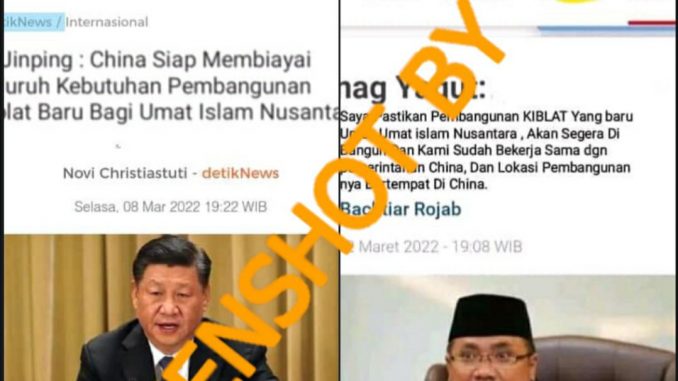 detikNews / Internasional
Jinping : China Siap Membiayai
uruh Kebutuhan Pembangunan
blat Baru Bagi Umat Islam Nusanta
Novi Christiastuti - detikNews
Selasa, 08 Mar 2022 19:22 WIB
nag Yaqut:
Saya Pastikan Pembangunan KIBLAT Yang baru
Untuk Umat islam Nusantara , Akan Segera Di
Bangun Dan Kami Sudah Bekerja Sama dgn
pemerintahan China, Dan Lokasi Pembangunan
nya Bertempat Di China.
Bachtiar Rojab
Maret 2022 - 19:08 WIB
ENSHOT BY